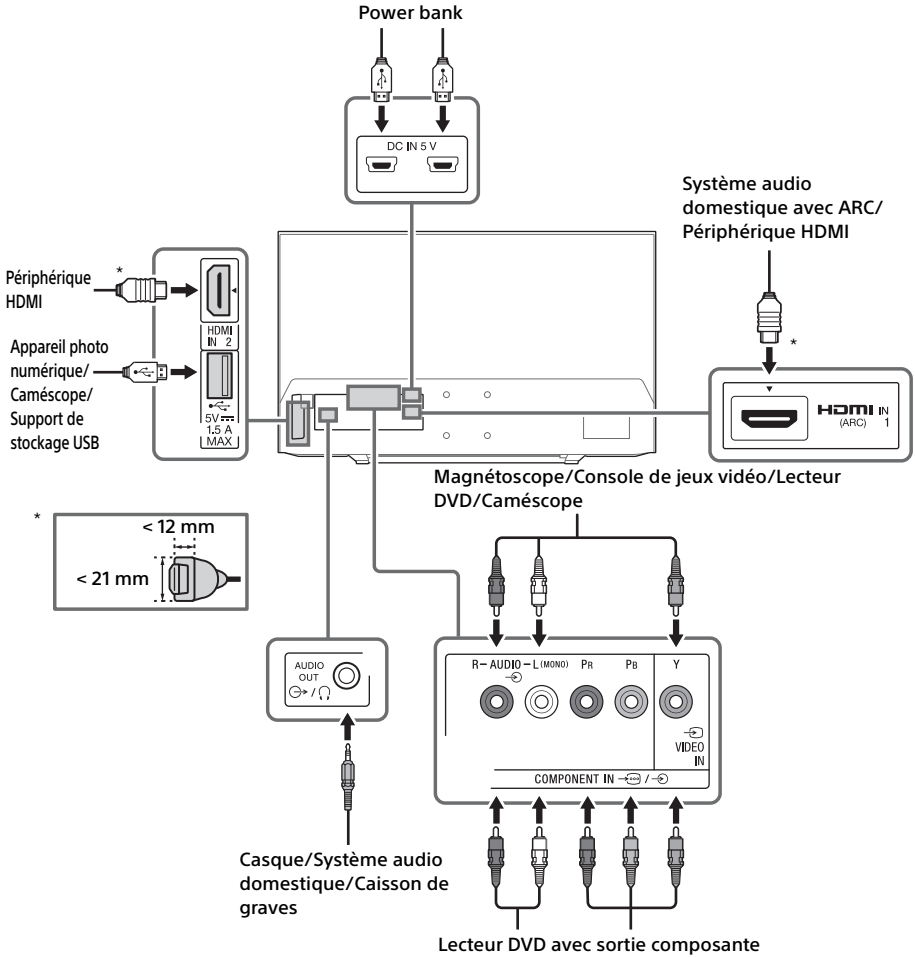 Power bank
DC IN 5 V
Système audio
domestique avec ARC/
Périphérique HDMI
*
Périphérique
HDMI
*
HDMI
IN 2
Appareil photo
numérique/
Caméscope/
Support de
stockage USB
5V
1.5 A
MAX
HDMI IN
(ARC) 1
Magnétoscope/Console de jeux vidéo/Lecteur
DVD/Caméscope
*
< 12 mm
< 21 mm
AUDIO
OUT
/
R-AUDIO-L(MONO) PR PB Y
VIDEO
IN
COMPONENT IN /
Casque/Système audio
domestique/Caisson de
graves
Lecteur DVD avec sortie composante